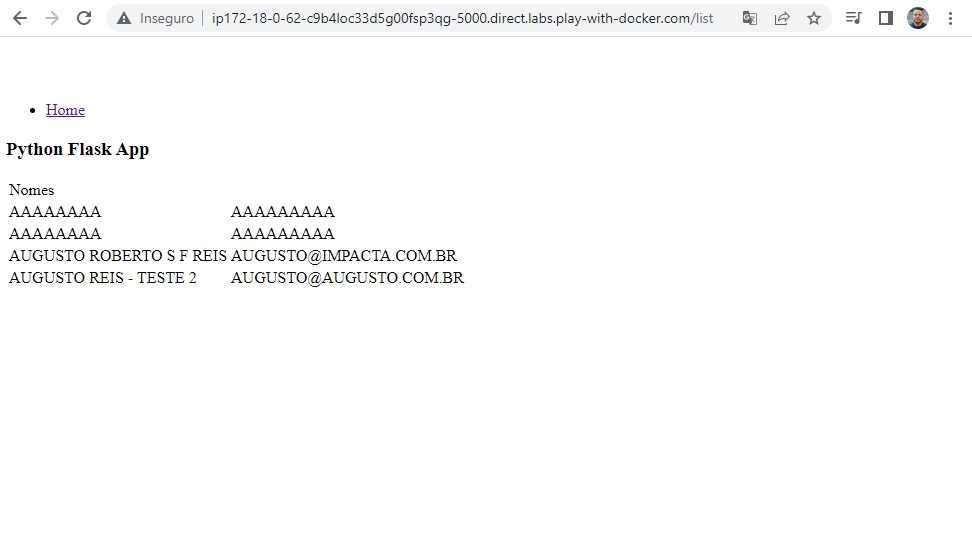 Inseguro | ip172-18-0-62-c9b4loc33d5g00fsp3qg-5000.direct.labs.play-with-docker.com/list
Home
Python Flask App
Nomes
AAAAAAAA AAAAAAAAA
AAAAAAAA AAAAAAAAA
AUGUSTO ROBERTO S F REIS AUGUSTO@IMPACTA.COM.BR
AUGUSTO REIS - TESTE 2 AUGUSTO@AUGUSTO.COM.BR